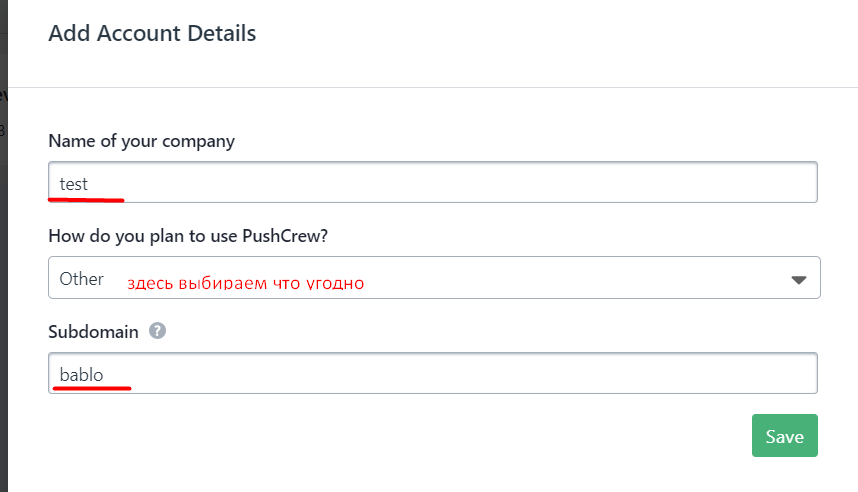 Add Account Details
Name of your company
test
How do you plan to use PushCrew?
Other здесь выбираем что угодно
Subdomain ?
bablo
Save